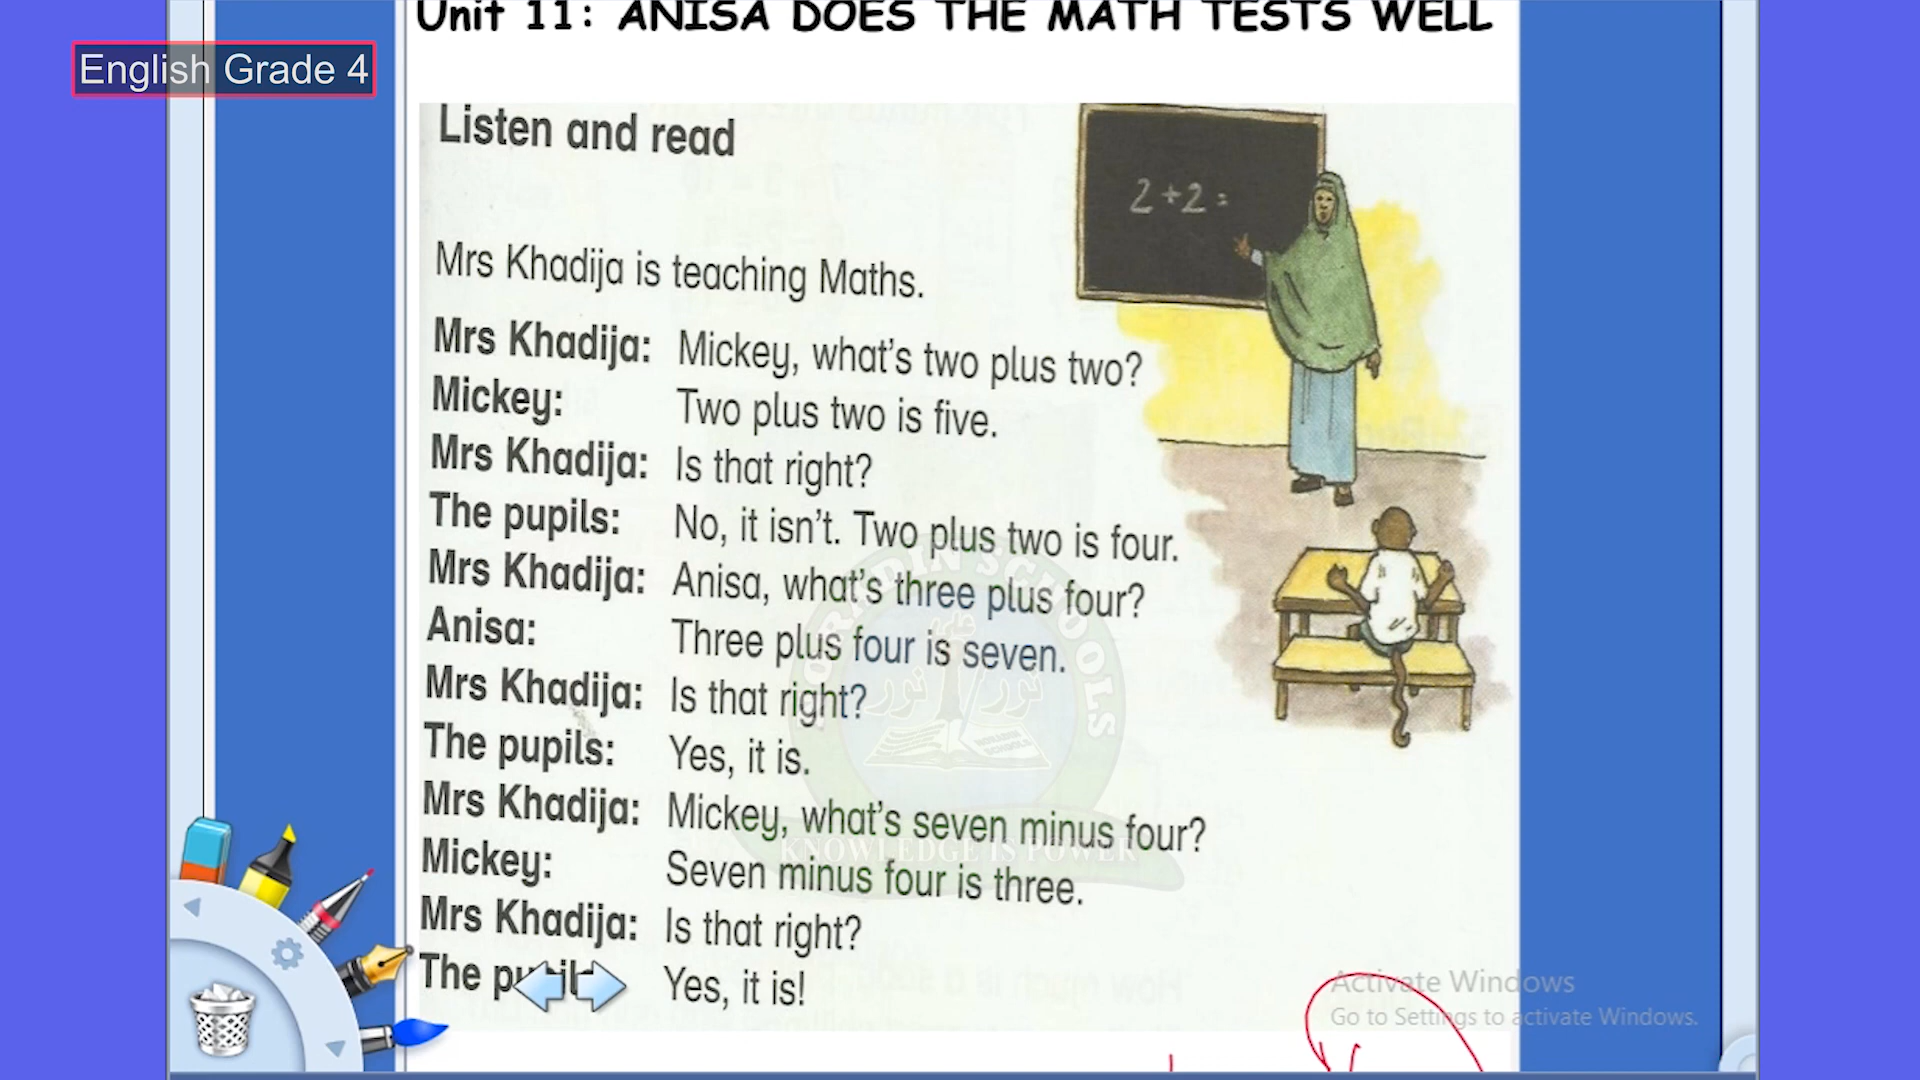 Unit 11: ANISA DOES THE MATH TESTS WELL
English Grade 4
Listen and read
2+2=
Mrs Khadija is teaching Maths.
Mrs Khadija: Mickey, what's two plus two?
Mickey: Two plus two is five.
Mrs Khadija: Is that right?
The pupils: No, it isn't. Two plus two is four.
Mrs Khadija: Anisa, what's three plus four?
Anisa: Three plus four is seven.
Mrs Khadija: Is that right?
The pupils: Yes, it is.
Mrs Khadija: Mickey, what's seven minus four?
Mickey: Seven minus four is three.
Mrs Khadija: Is that right?
The Yes, it is!
SCHOOLS
KNOWLEDGE IS POWER
Activate Windows
Go to Settings to activate Windows.